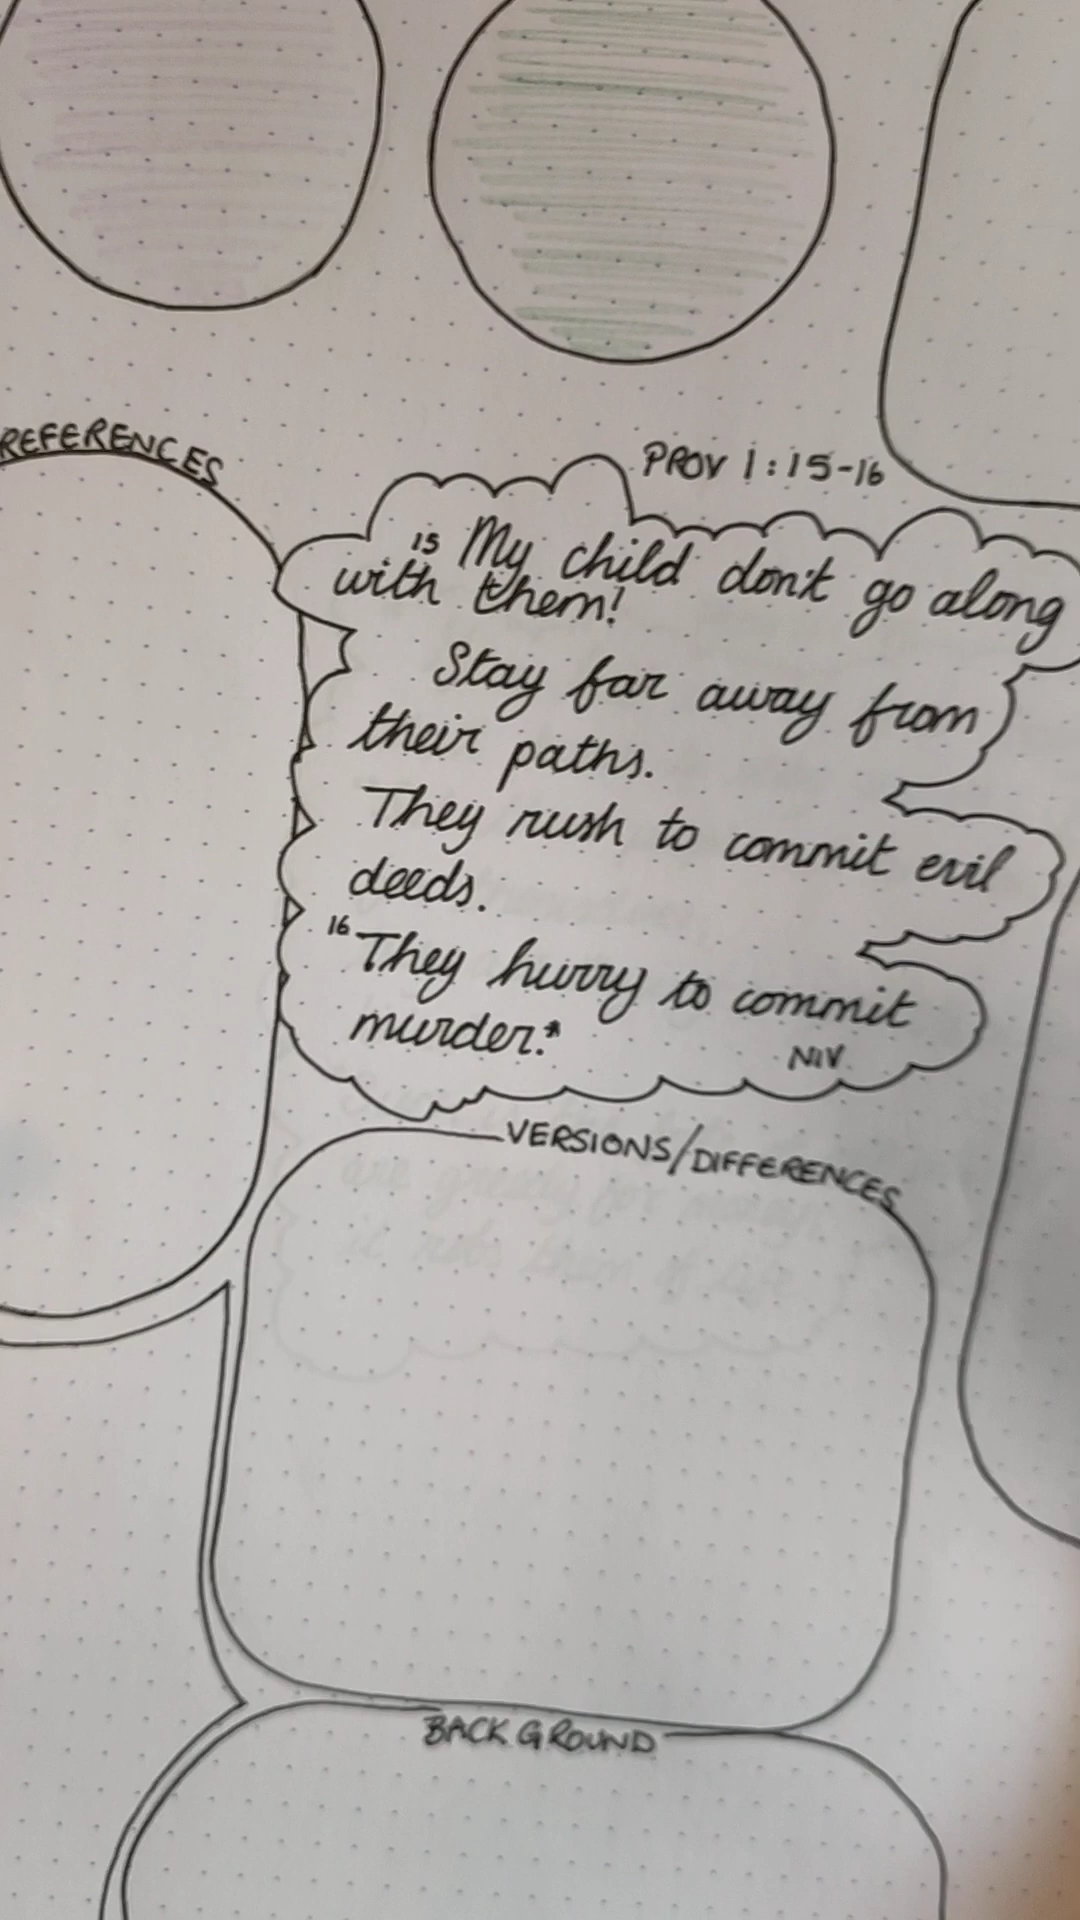 REFERENCES
PROV 1:15-16
15 My child don't go along
with them!
Stay far away from
their paths.
They rush to commit evil
deeds.
16 They hurry to commit
murder.*
NIV
VERSIONS/DIFFERENCES
BACKGROUND